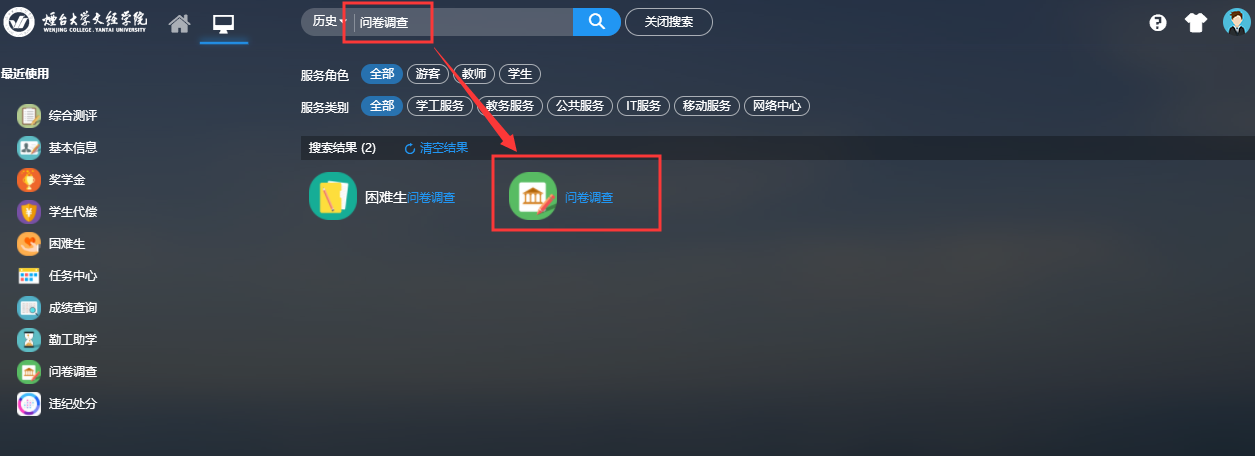 烟台大学文经学院
WENJING COLLEGE . YANTAI UNIVERSITY
历史 问卷调查 关闭搜索
最近使用
综合测评
基本信息
奖学金
学生代偿
困难生
任务中心
成绩查询
勤工助学
问卷调查
违纪处分
服务角色 全部 游客 教师 学生
服务类别 全部 学工服务 教务服务 公共服务 IT服务 移动服务 网络中心
搜索结果 (2) 清空结果
困难生问卷调查 问卷调查